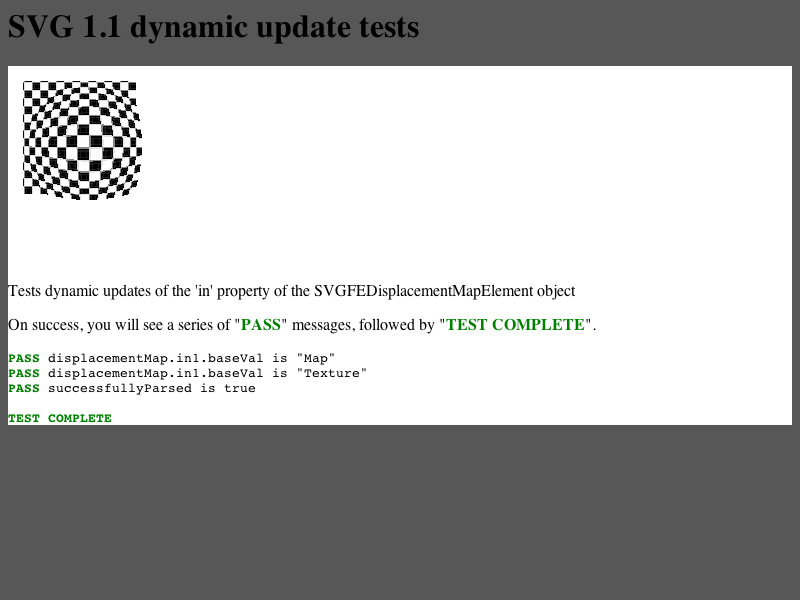 SVG 1.1 dynamic update tests
Tests dynamic updates of the 'in' property of the SVGFEDisplacementMapElement object
On success, you will see a series of "PASS" messages, followed by "TEST COMPLETE".
PASS displacementMap.in1.baseVal is "Map"
PASS displacementMap.in1.baseVal is "Texture"
PASS successfullyParsed is true
TEST COMPLETE